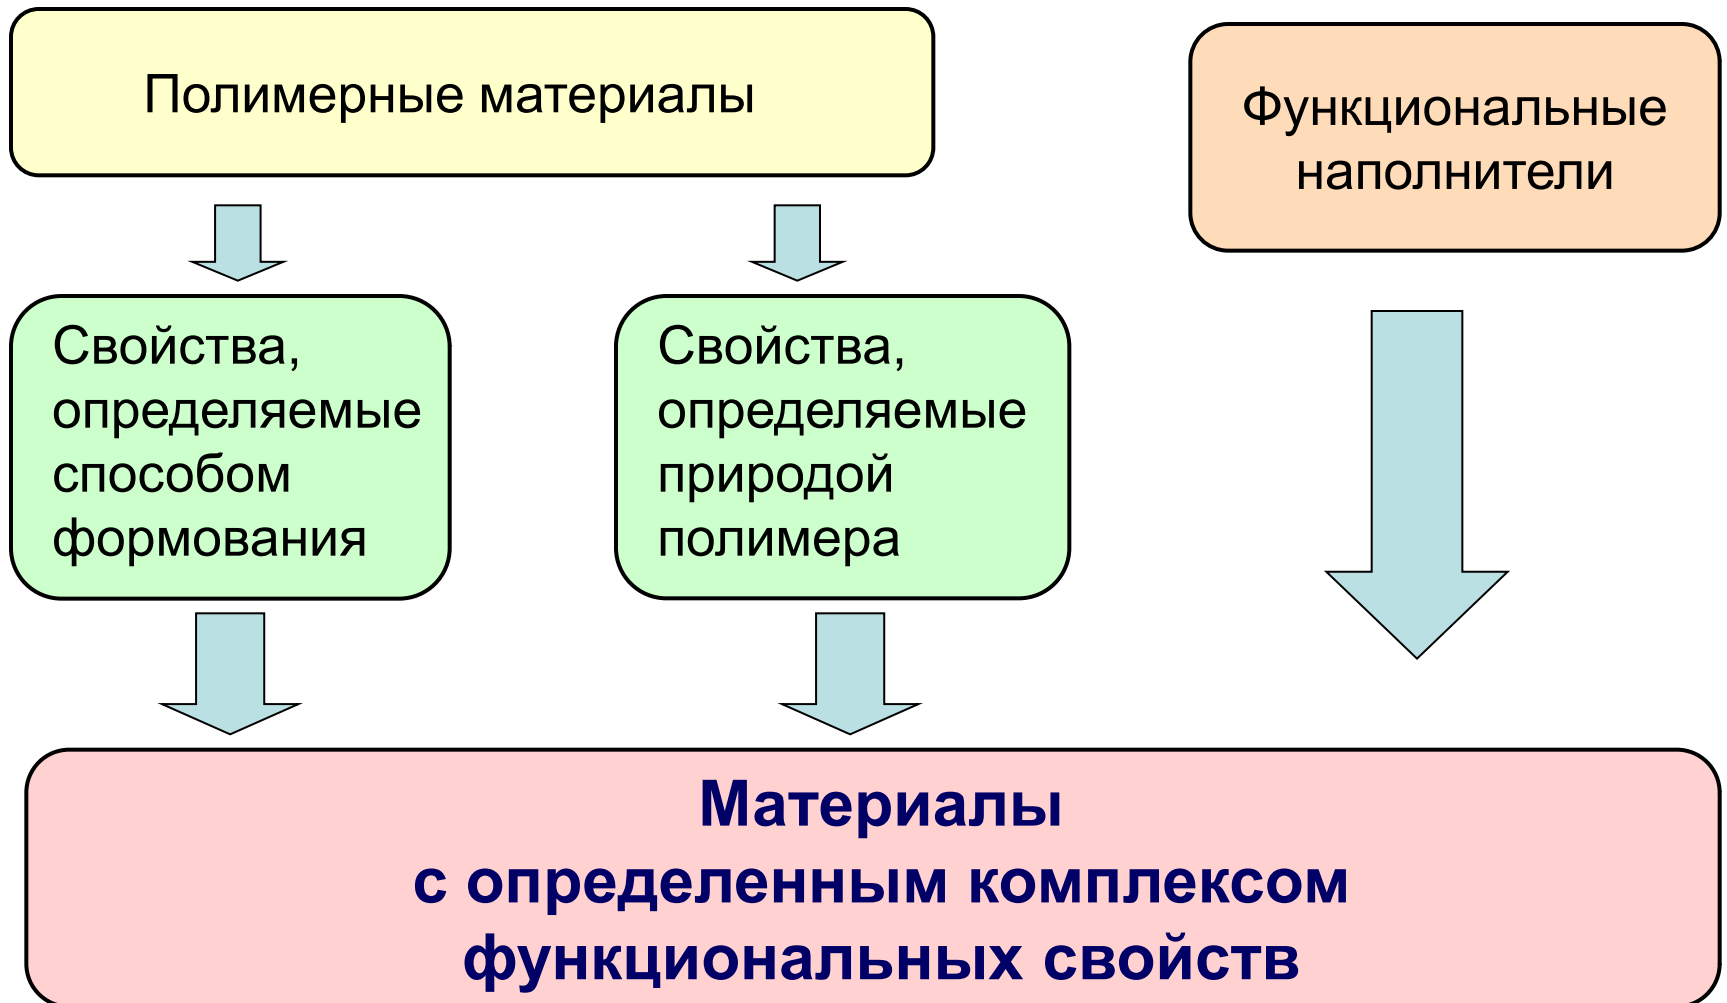 Полимерные материалы
Функциональные
наполнители
Свойства,
определяемые
способом
формования
Свойства,
определяемые
природой
полимера
Материалы
с определенным комплексом
функциональных свойств